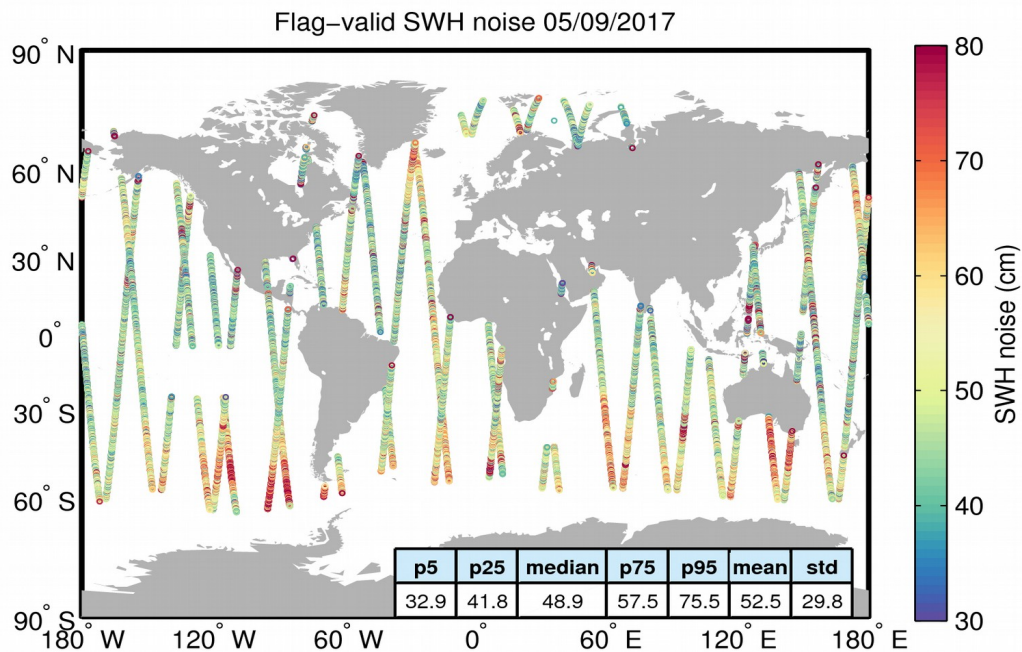 Flag−valid SWH noise 05/09/2017
90° N
60° N
30° N
0°
30° S
60° S
90° S
180° W
120° W
60° W
0°
60° E
120° E
180° E
p5 p25 median p75 p95 mean std
32.9 41.8 48.9 57.5 75.5 52.5 29.8
80
70
60
50
40
30
SWH noise (cm)